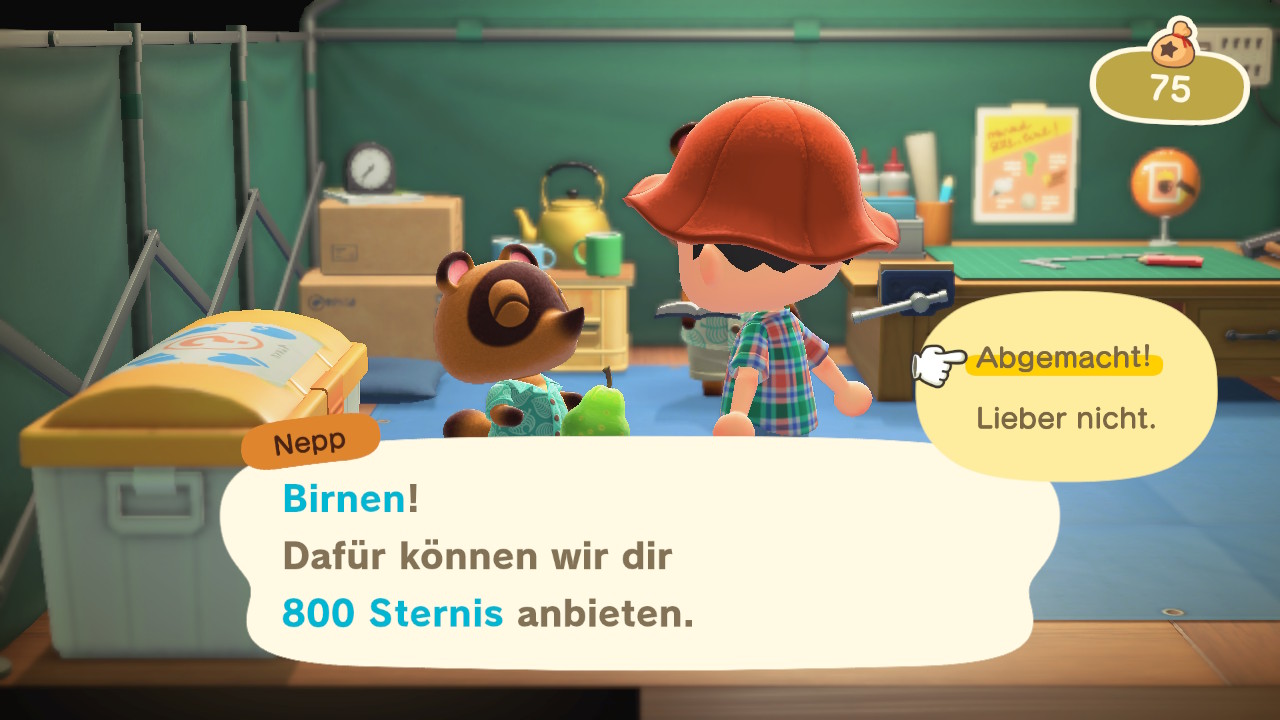 75
Abgemacht!
Lieber nicht.
Nepp
Birnen!
Dafür können wir dir
800 Sternis anbieten.